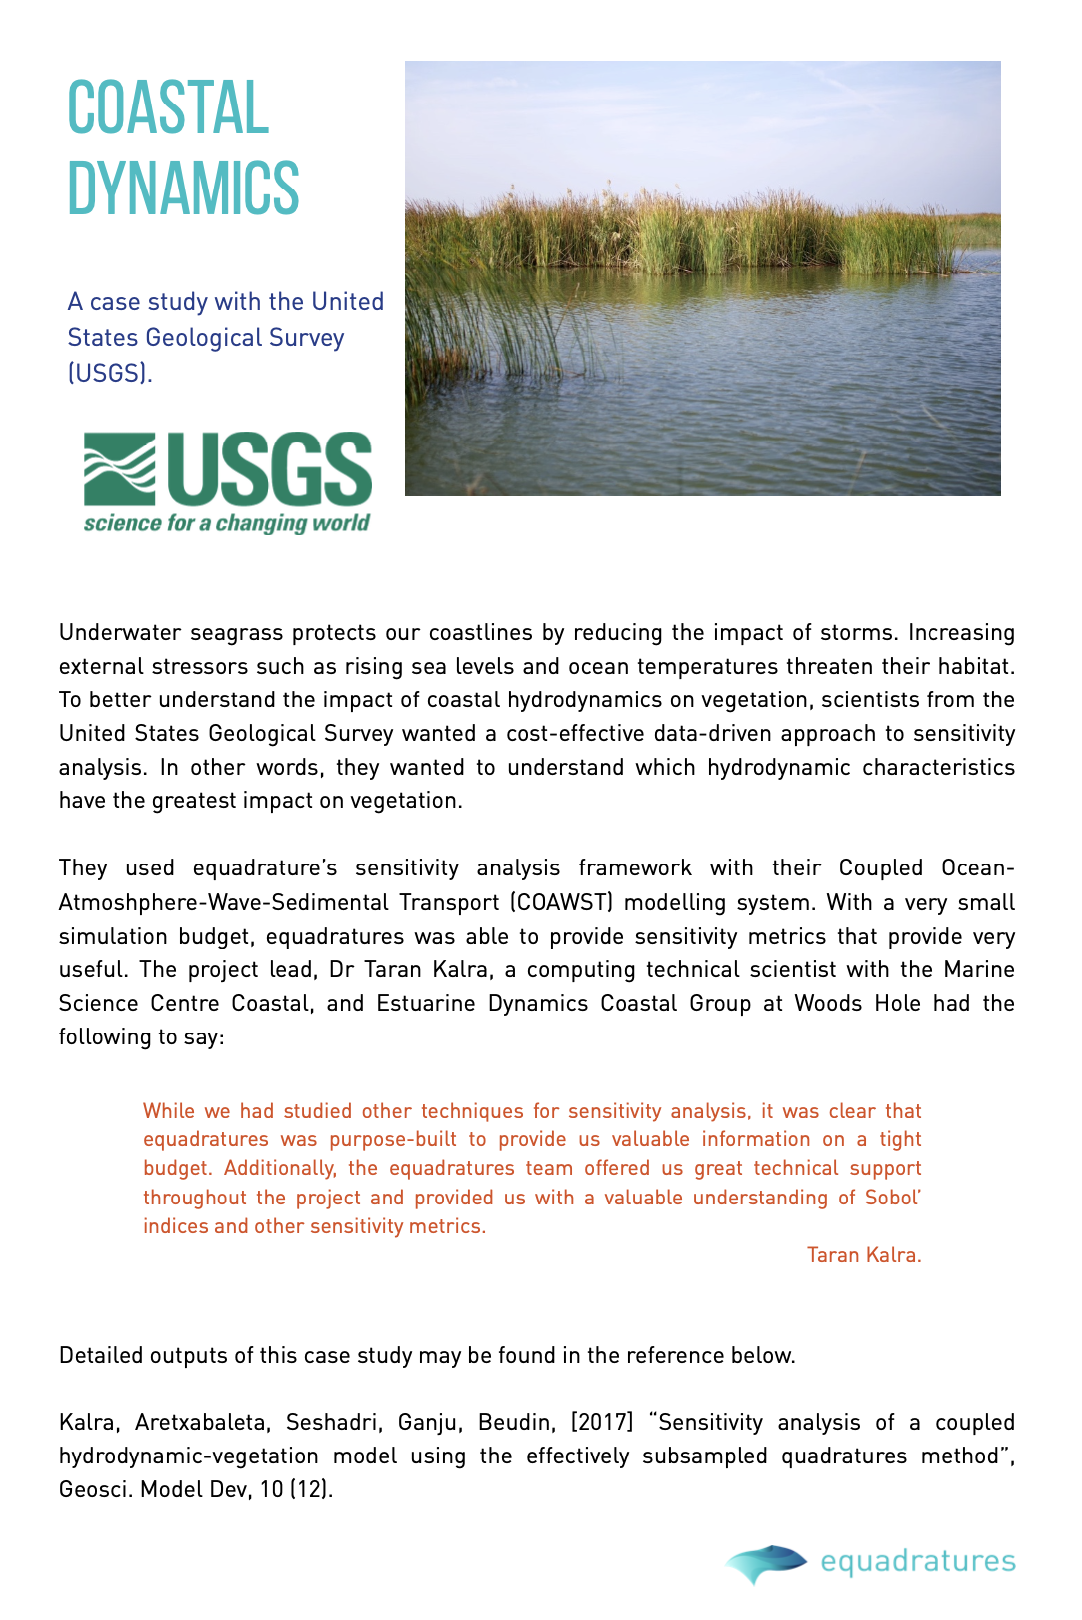 COASTAL
DYNAMICS
A case study with the United
States Geological Survey
(USGS).
USGS
science for a changing world
Underwater seagrass protects our coastlines by reducing the impact of storms. Increasing
external stressors such as rising sea levels and ocean temperatures threaten their habitat.
To better understand the impact of coastal hydrodynamics on vegetation, scientists from the
United States Geological Survey wanted a cost-effective data-driven approach to sensitivity
analysis. In other words, they wanted to understand which hydrodynamic characteristics
have the greatest impact on vegetation.
They used equadrature's sensitivity analysis framework with their Coupled Ocean-
Atmoshphere-Wave-Sedimental Transport (COAWST) modelling system. With a very small
simulation budget, equadratures was able to provide sensitivity metrics that provide very
useful. The project lead, Dr Taran Kalra, a computing technical scientist with the Marine
Science Centre Coastal, and Estuarine Dynamics Coastal Group at Woods Hole had the
following to say:
While we had studied other techniques for sensitivity analysis, it was clear that
equadratures was purpose-built to provide us valuable information on a tight
budget. Additionally, the equadratures team offered us great technical support
throughout the project and provided us with a valuable understanding of Sobol'
indices and other sensitivity metrics.
Taran Kalra.
Detailed outputs of this case study may be found in the reference below.
Kalra, Aretxabaleta, Seshadri, Ganju, Beudin, [2017] “Sensitivity analysis of a coupled
hydrodynamic-vegetation model using the effectively subsampled quadratures method”,
Geosci. Model Dev, 10 (12).
equadratures